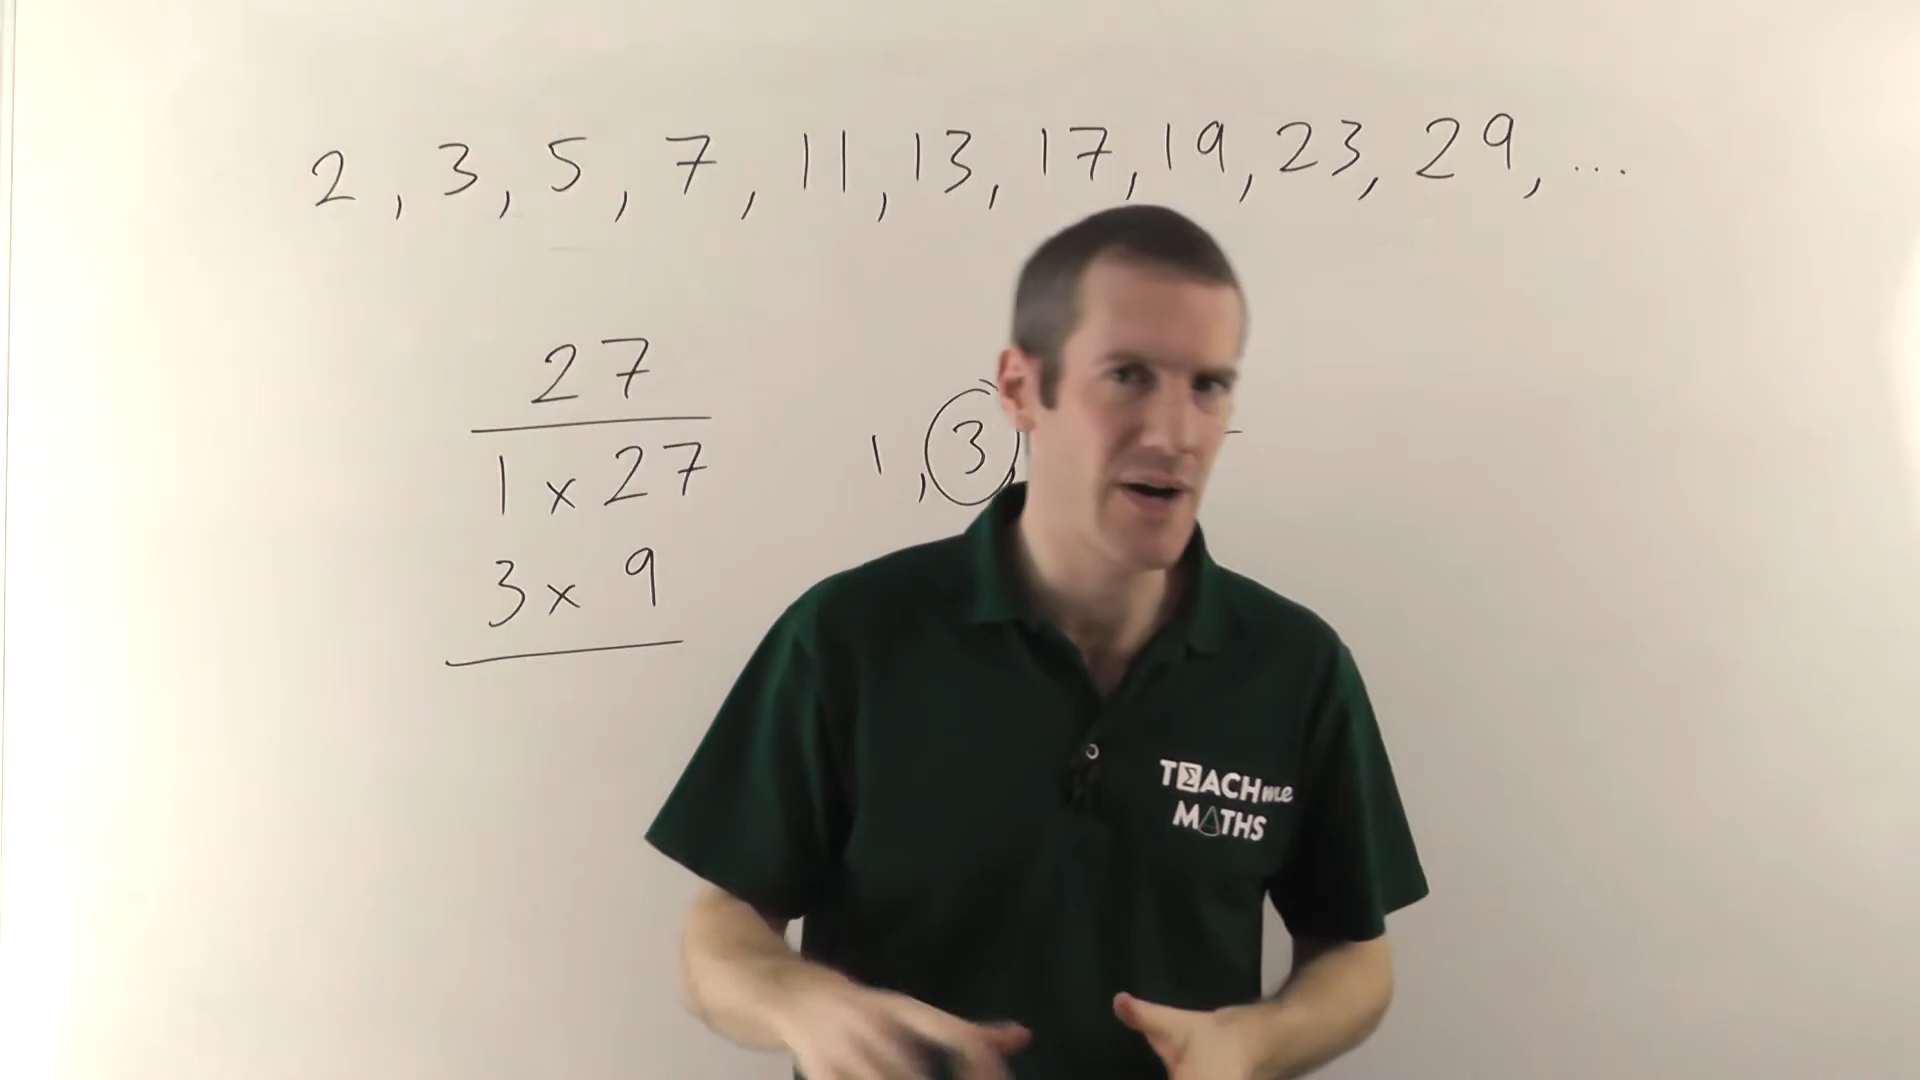 2, 3, 5, 7, 11, 13, 17, 19, 23, 29, ...
27
1 x 27
3 x 9
1, 3,
TEACH me
MATHS